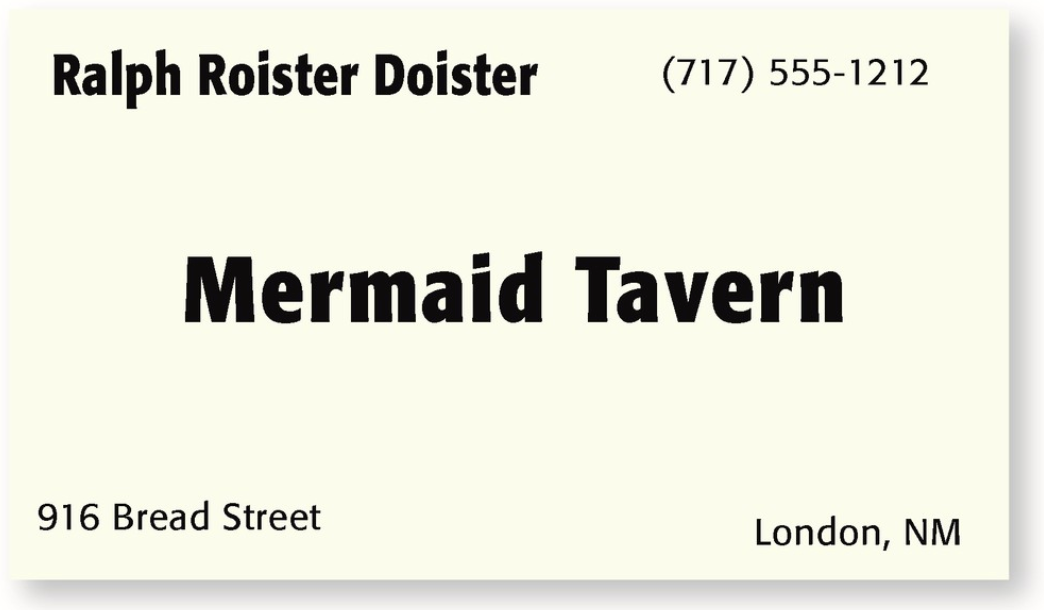 Ralph Roister Doister (717) 555-1212
Mermaid Tavern
916 Bread Street
London, NM